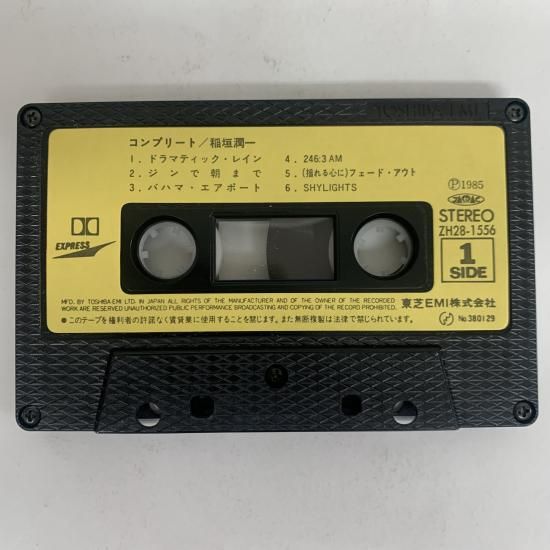 TOSHIBA EMI
コンプリート／稲垣潤一
1. ドラマティック・レイン
2. ジンで朝まで
3. バハマ・エアポート
4. 246:3 AM
5. (揺れる心に)フェード・アウト
6. SHYLIGHTS
Ⓟ1985
JASRAC
STEREO
ZH28-1556
1
SIDE
EXPRESS
MFD. BY TOSHIBA-EMI LTD. IN JAPAN ALL RIGHTS OF THE MANUFACTURER AND OF THE OWNER OF THE RECORDED
WORK ARE RESERVED UNAUTHORIZED PUBLIC PERFORMANCE BROADCASTING AND COPYING OF THE RECORD PROHIBITED.
東芝EMI株式会社
●このテープを権利者の許諾なく賃貸業に使用することを禁じます。また無断複製は法律で禁じられています。
No.380129